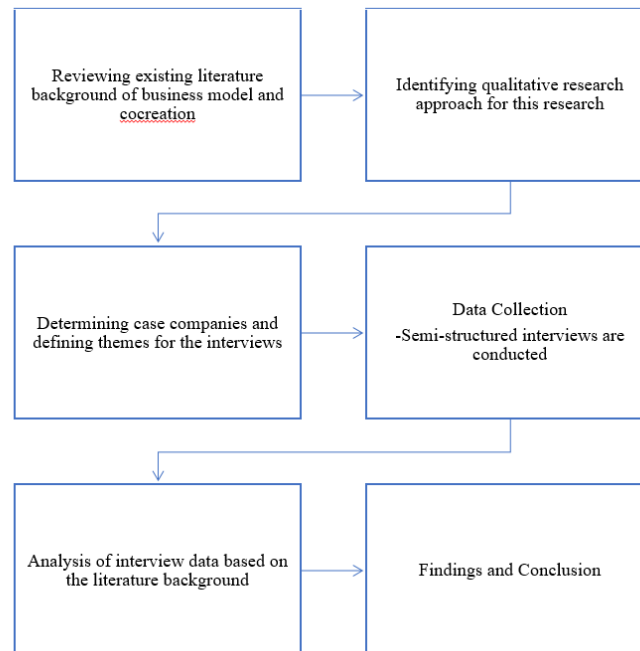 Reviewing existing literature
background of business model and
cocreation
Identifying qualitative research
approach for this research
Determining case companies and
defining themes for the interviews
Data Collection
-Semi-structured interviews are
conducted
Analysis of interview data based on
the literature background
Findings and Conclusion